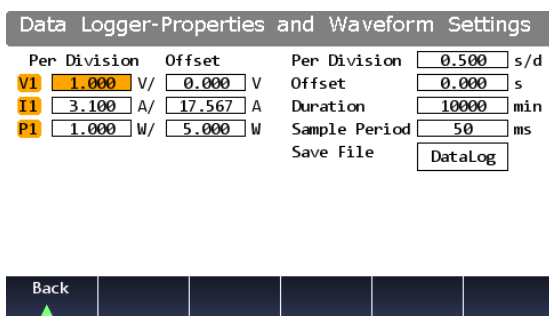 Data Logger-Properties and Waveform Settings
Per Division Offset
V1 1.000 V/ 0.000 V
I1 3.100 A/ 17.567 A
P1 1.000 W/ 5.000 W
Per Division 0.500 s/d
Offset 0.000 s
Duration 10000 min
Sample Period 50 ms
Save File DataLog
Back